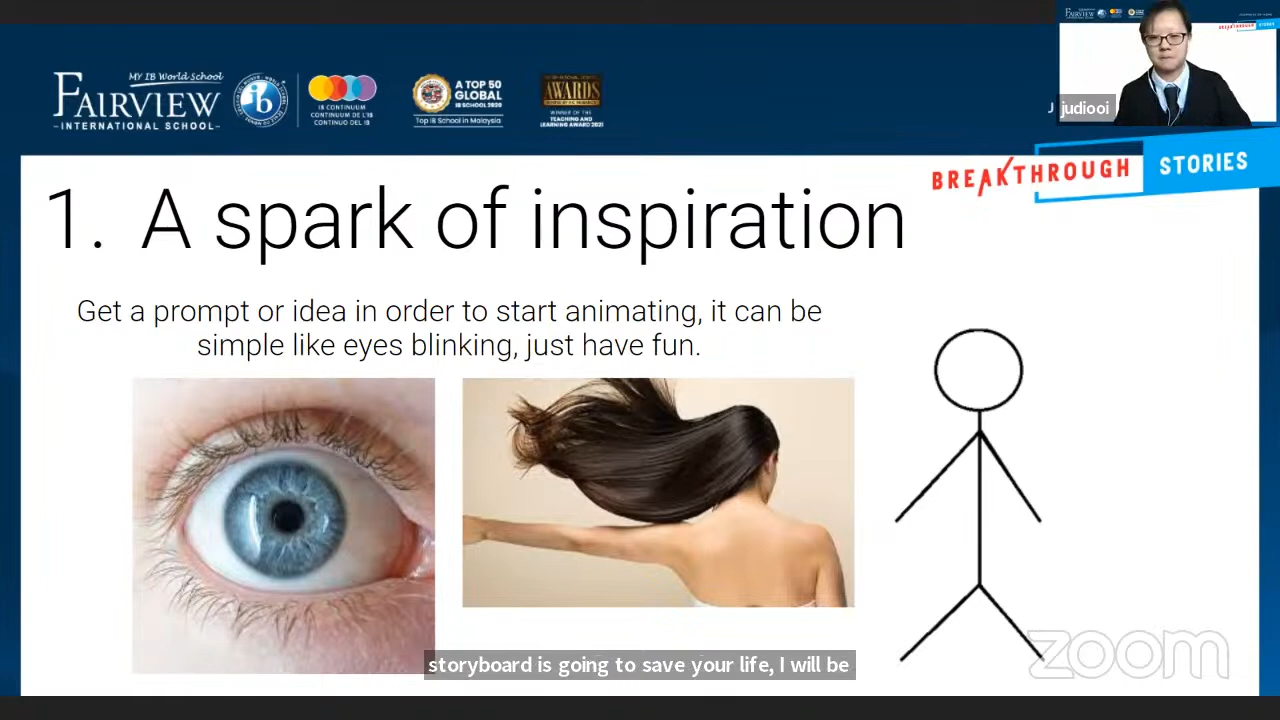 MY IB World School
FAIRVIEW
-INTERNATIONAL SCHOOL-
ib
IB CONTINUUM
CONTINUUM DE L'IB
CONTINUO DEL IB
A TOP 50
GLOBAL
IB SCHOOL 2020
Top IB School in Malaysia
AWARDS
WINNER OF THE
TEACHING AND
LEARNING AWARD 2021
FAIRVIEW
J judiooi
BREAKTHROUGH STORIES
1. A spark of inspiration
Get a prompt or idea in order to start animating, it can be
simple like eyes blinking, just have fun.
storyboard is going to save your life, I will be
zoom